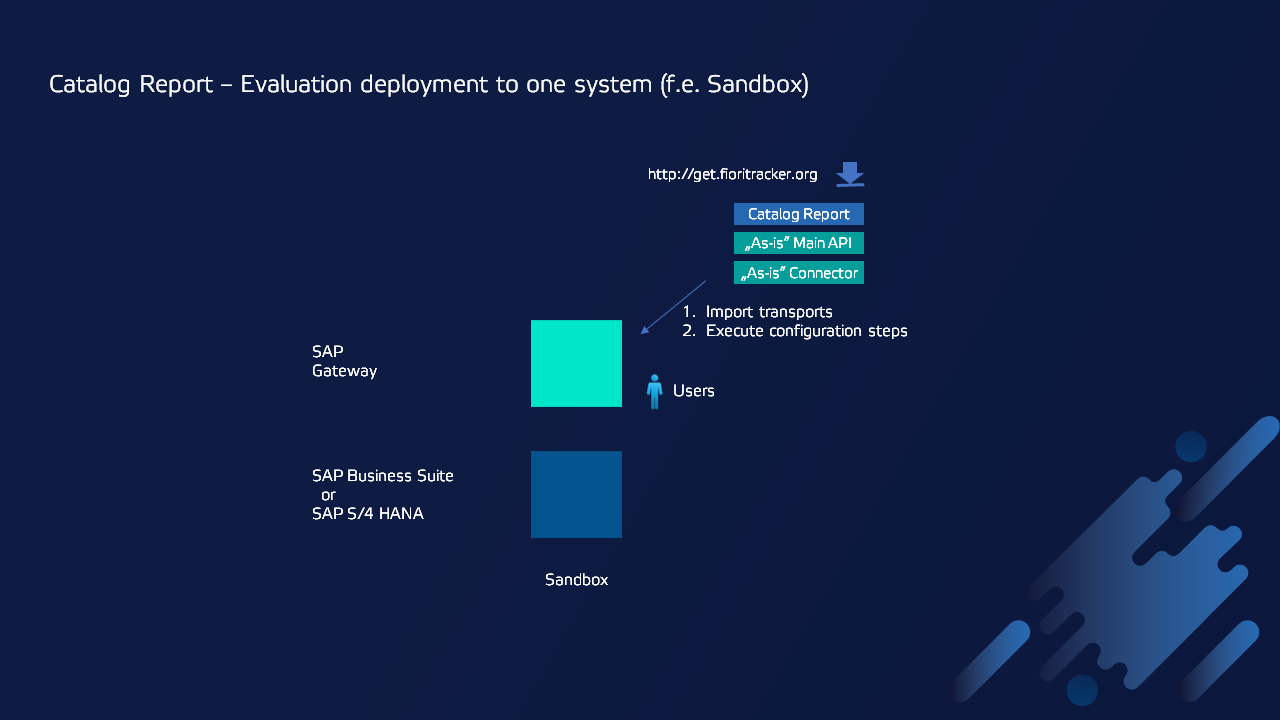 Catalog Report – Evaluation deployment to one system (f.e. Sandbox)
http://get.fioritracker.org
Catalog Report
„As-is” Main API
„As-is” Connector
1. Import transports
2. Execute configuration steps
SAP
Gateway
Users
SAP Business Suite
or
SAP S/4 HANA
Sandbox